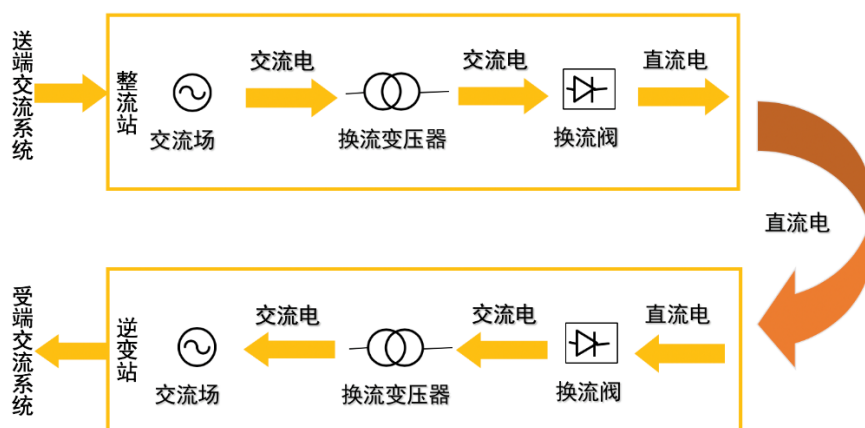 送端交流系统
整流站
交流电
交流电
直流电
交流场
换流变压器
换流阀
直流电
受端交流系统
逆变站
交流电
交流电
直流电
交流场
换流变压器
换流阀